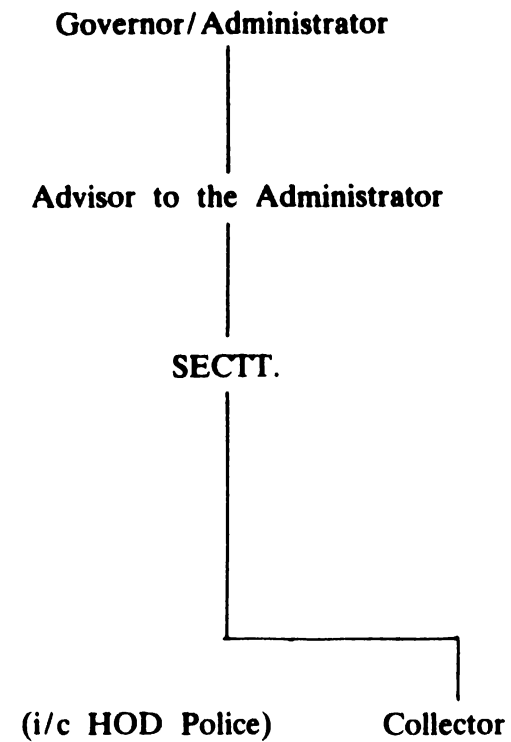 Governor/Administrator
Advisor to the Administrator
SECTT.
(i/c HOD Police) Collector